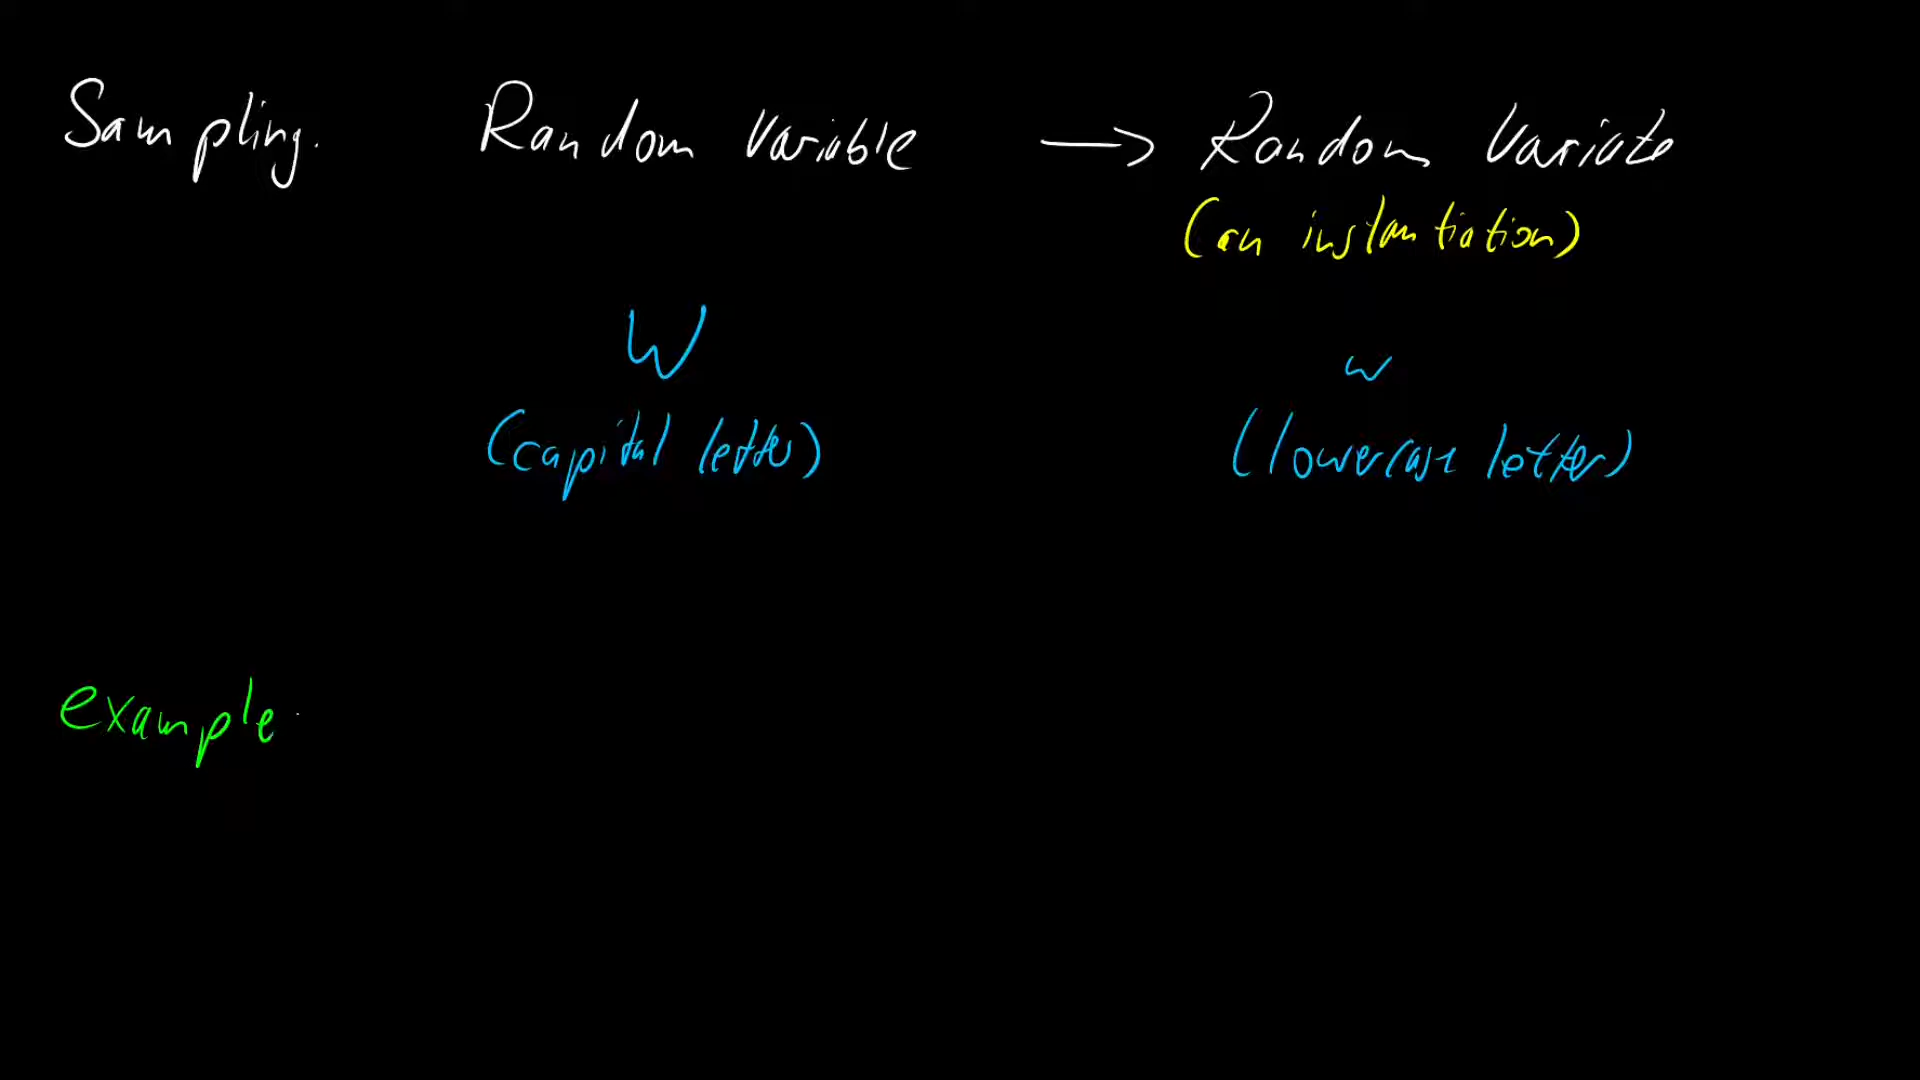 Sampling. Random Variable → Random Variate
(an instantiation)
W w
(capital letter) (lowercase letter)
example